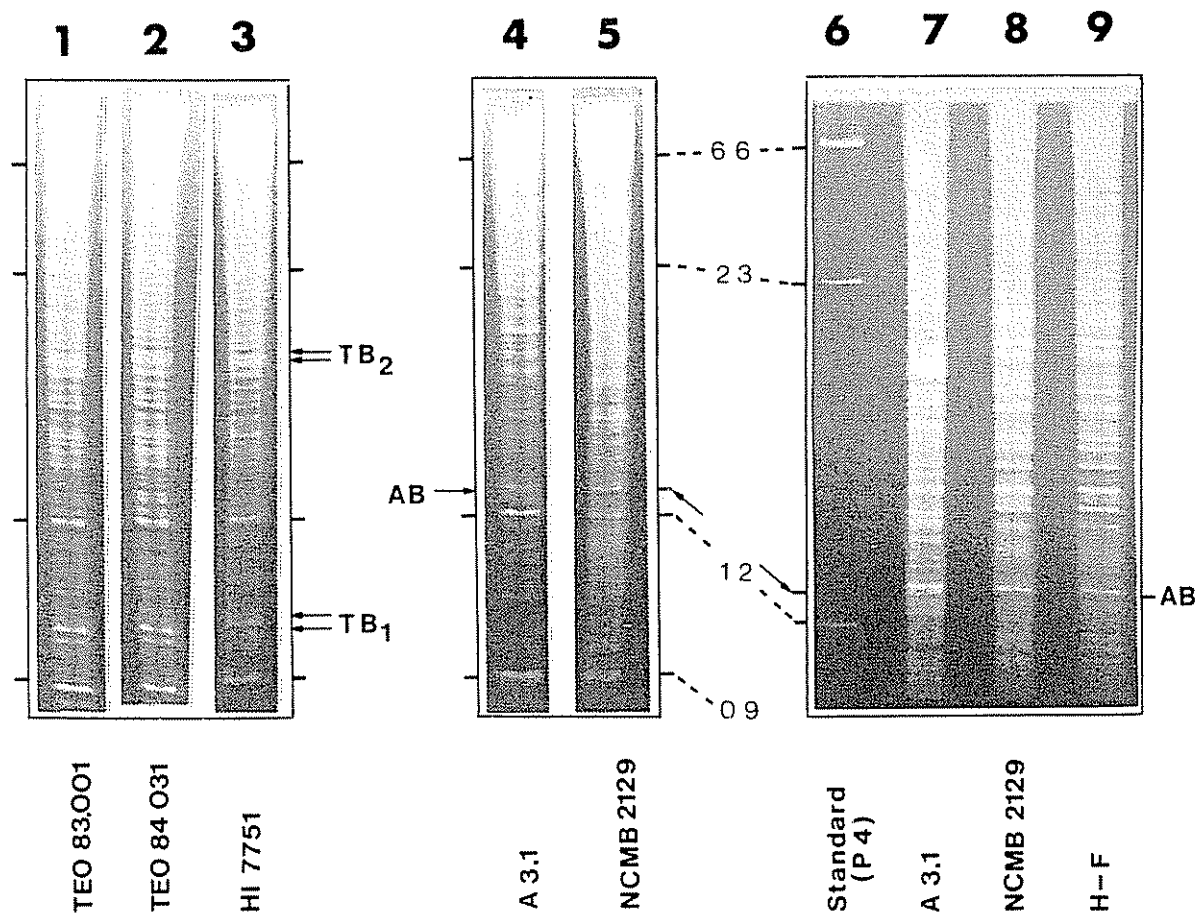 1 2 3 4 5 6 7 8 9
66
23
TB2
AB
12
TB1
09
AB
TEO 83.001
TEO 84 031
HI 7751
A 3.1
NCMB 2129
Standard
(P 4)
A 3.1
NCMB 2129
H-F